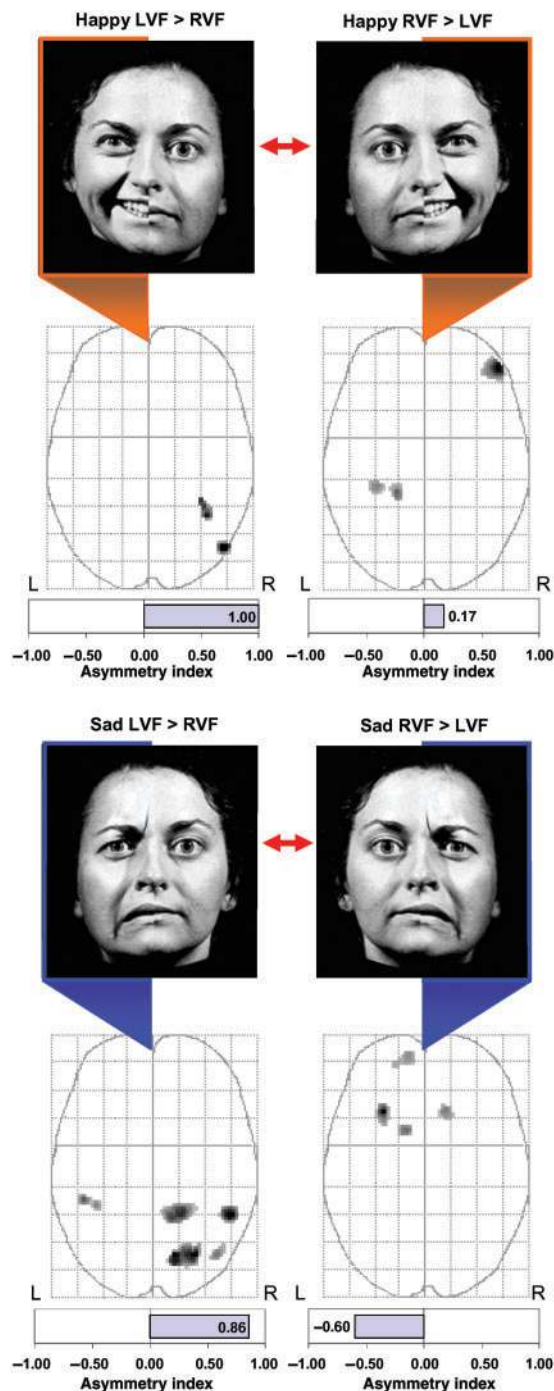 Happy LVF > RVF
Happy RVF > LVF
L
R
L
R
1.00
0.17
–1.00 –0.50 0.00 0.50 1.00
Asymmetry index
–1.00 –0.50 0.00 0.50 1.00
Asymmetry index
Sad LVF > RVF
Sad RVF > LVF
L
R
L
R
0.86
–0.60
–1.00 –0.50 0.00 0.50 1.00
Asymmetry index
–1.00 –0.50 0.00 0.50 1.00
Asymmetry index